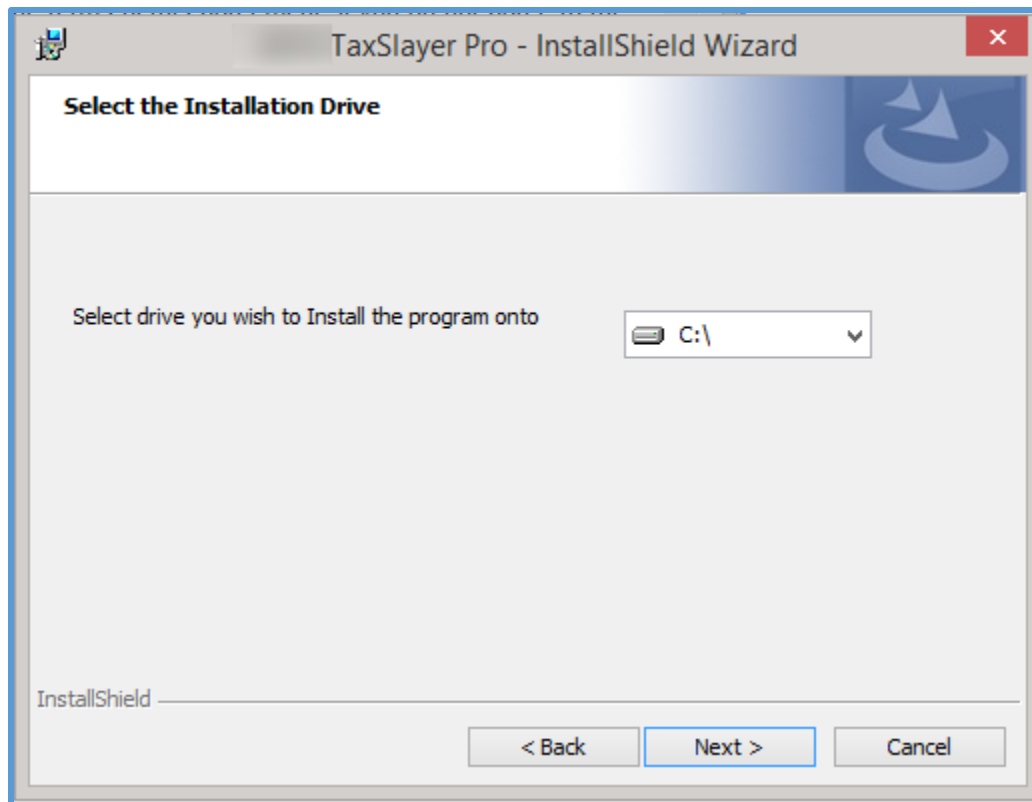 TaxSlayer Pro - InstallShield Wizard
Select the Installation Drive
Select drive you wish to Install the program onto
C:\
InstallShield
< Back
Next >
Cancel